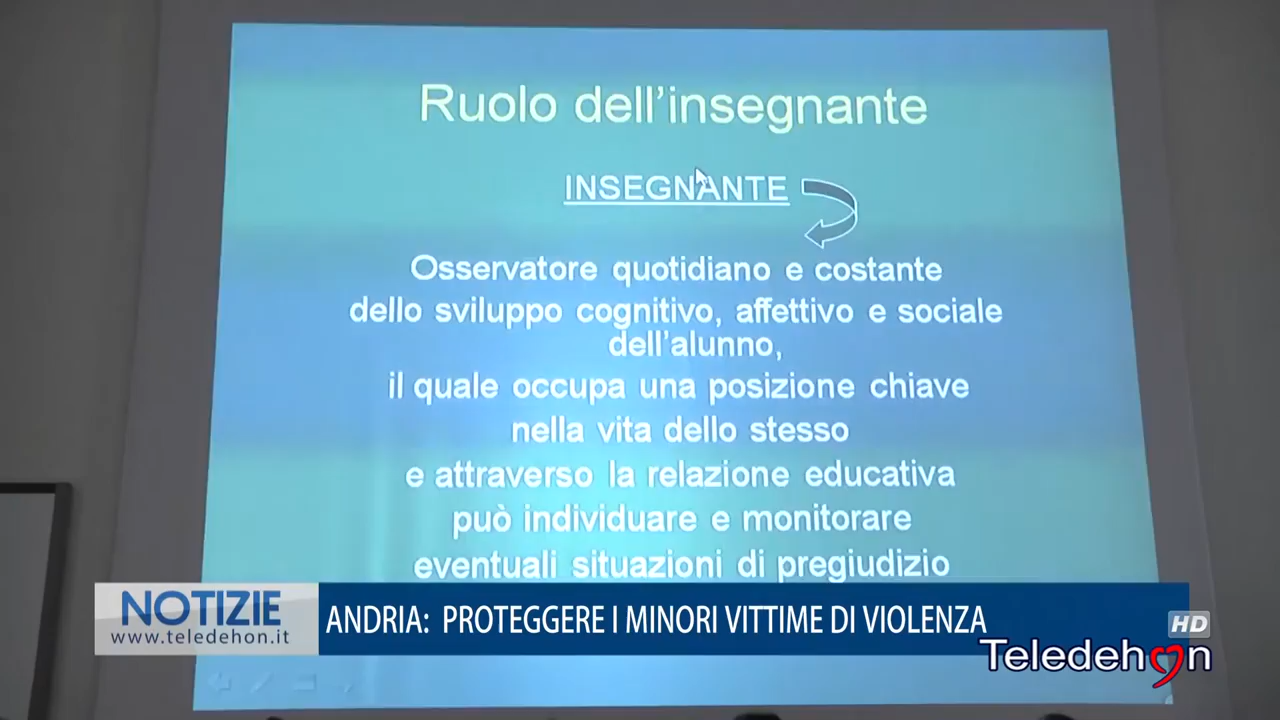 Ruolo dell'insegnante
INSEGNANTE
Osservatore quotidiano e costante
dello sviluppo cognitivo, affettivo e sociale
dell'alunno,
il quale occupa una posizione chiave
nella vita dello stesso
e attraverso la relazione educativa
può individuare e monitorare
eventuali situazioni di pregiudizio
NOTIZIE
www.teledehon.it
ANDRIA: PROTEGGERE I MINORI VITTIME DI VIOLENZA
HD
Teledehon